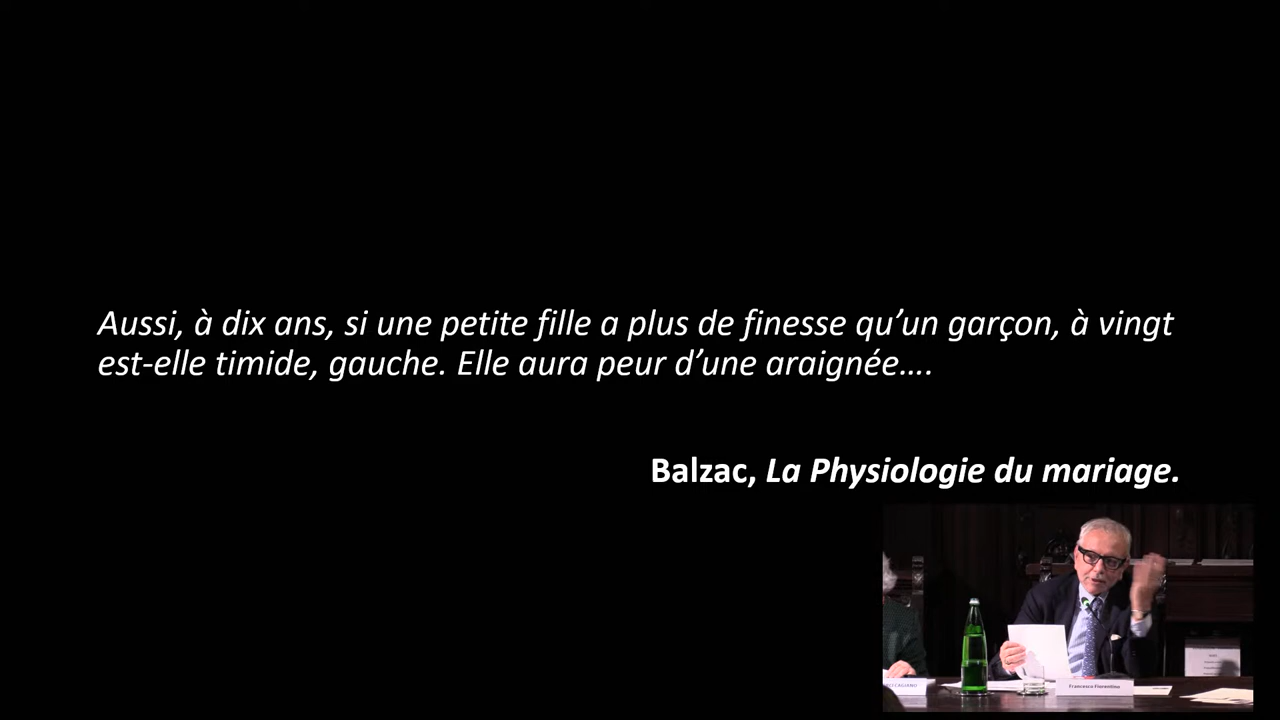 Aussi, à dix ans, si une petite fille a plus de finesse qu’un garçon, à vingt
est-elle timide, gauche. Elle aura peur d’une araignée….
Balzac, La Physiologie du mariage.
Francesco Fiorentino